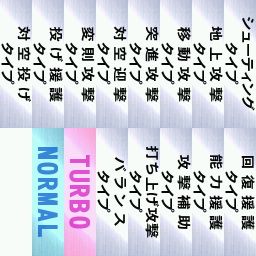 シューティング
タイプ
地上攻撃
タイプ
移動攻撃
タイプ
突進攻撃
タイプ
対空迎撃
タイプ
変則攻撃
タイプ
投げ援護
タイプ
対空投げ
タイプ
回復援護
タイプ
能力援護
タイプ
攻撃補助
タイプ
打ち上げ攻撃
タイプ
バランス
タイプ
TURBO
NORMAL